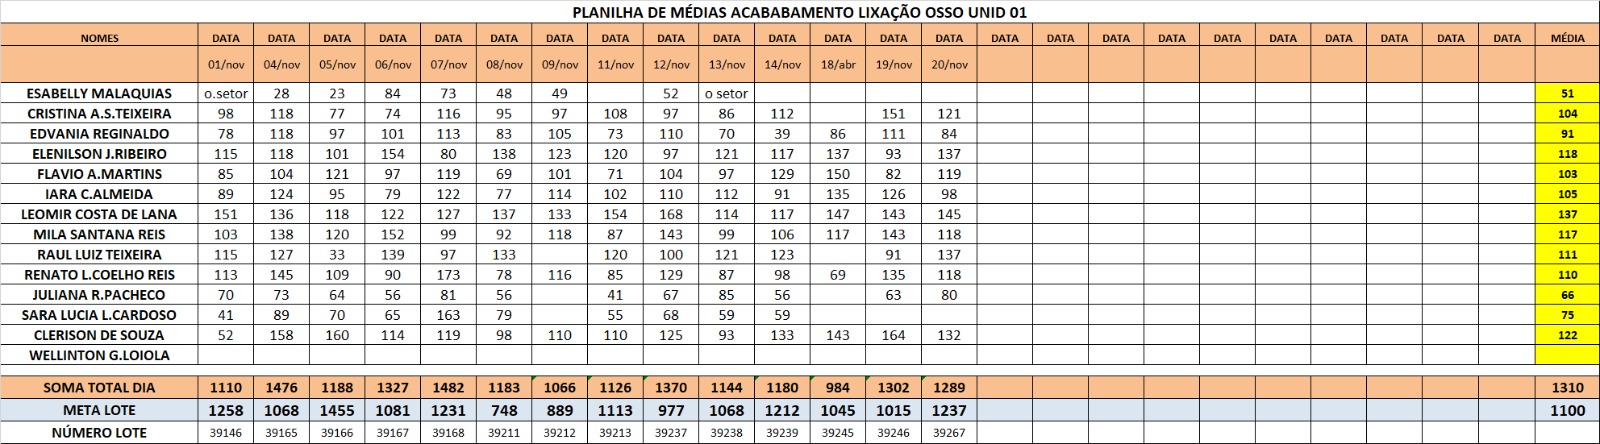 PLANILHA DE MÉDIAS ACABABAMENTO LIXAÇÃO OSSO UNID 01
NOMES DATA DATA DATA DATA DATA DATA DATA DATA DATA DATA DATA DATA DATA DATA DATA DATA DATA DATA DATA DATA DATA DATA DATA DATA MÉDIA
01/nov 04/nov 05/nov 06/nov 07/nov 08/nov 09/nov 11/nov 12/nov 13/nov 14/nov 18/abr 19/nov 20/nov
ESABELLY MALAQUIAS o.setor 28 23 84 73 48 49 52 o setor 51
CRISTINA A.S.TEIXEIRA 98 118 77 74 116 95 97 108 97 86 112 151 121 104
EDVANIA REGINALDO 78 118 97 101 113 83 105 73 110 70 39 86 111 84 91
ELENILSON J.RIBEIRO 115 118 101 154 80 138 123 120 97 121 117 137 93 137 118
FLAVIO A.MARTINS 85 104 121 97 119 69 101 71 104 97 129 150 82 119 103
IARA C.ALMEIDA 89 124 95 79 122 77 114 102 110 112 91 135 126 98 105
LEOMIR COSTA DE LANA 151 136 118 122 127 137 133 154 168 114 117 147 143 145 137
MILA SANTANA REIS 103 138 120 152 99 92 118 87 143 99 106 117 143 118 117
RAUL LUIZ TEIXEIRA 115 127 33 139 97 133 120 100 121 123 91 137 111
RENATO L.COELHO REIS 113 145 109 90 173 78 116 85 129 87 98 69 135 118 110
JULIANA R.PACHECO 70 73 64 56 81 56 41 67 85 56 63 80 66
SARA LUCIA L.CARDOSO 41 89 70 65 163 79 55 68 59 59 75
CLERISON DE SOUZA 52 158 160 114 119 98 110 110 125 93 133 143 164 132 122
WELLINTON G.LOIOLA
SOMA TOTAL DIA 1110 1476 1188 1327 1482 1183 1066 1126 1370 1144 1180 984 1302 1289 1310
META LOTE 1258 1068 1455 1081 1231 748 889 1113 977 1068 1212 1045 1015 1237 1100
NÚMERO LOTE 39146 39165 39166 39167 39168 39211 39212 39213 39237 39238 39239 39245 39246 39267